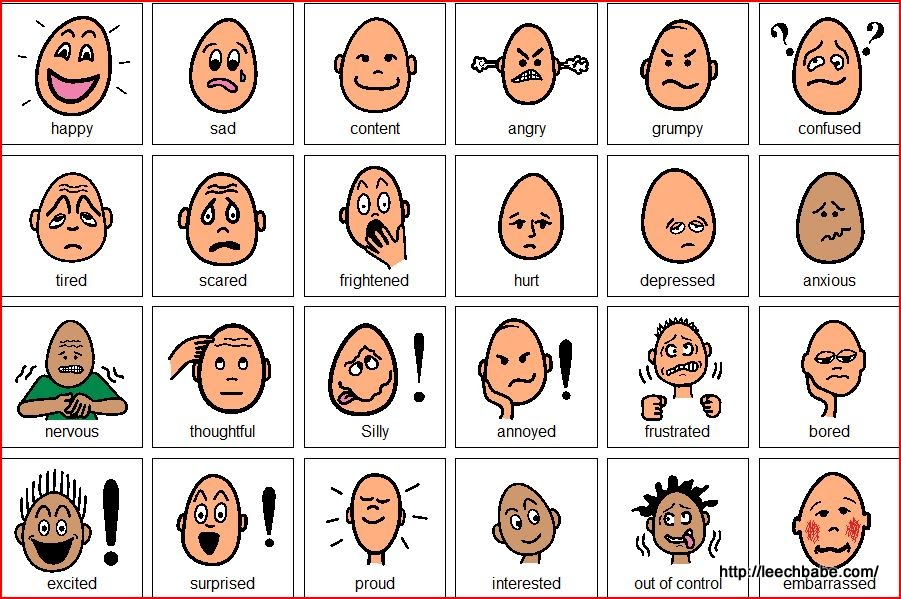 ? ?
happy sad content angry grumpy confused
tired scared frightened hurt depressed anxious
! !
nervous thoughtful Silly annoyed frustrated bored
! !
http://leechbabe.com/
excited surprised proud interested out of control embarrassed